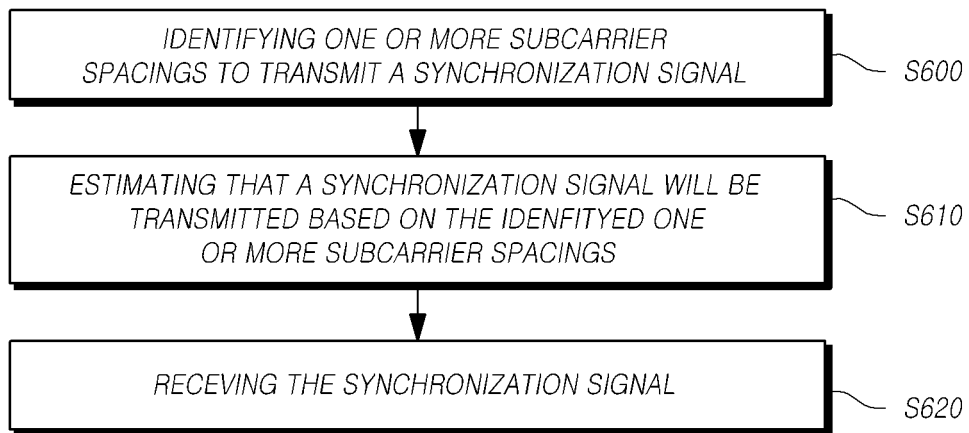 IDENTIFYING ONE OR MORE SUBCARRIER
SPACINGS TO TRANSMIT A SYNCHRONIZATION SIGNAL
S600
ESTIMATING THAT A SYNCHRONIZATION SIGNAL WILL BE
TRANSMITTED BASED ON THE IDENFITYED ONE
OR MORE SUBCARRIER SPACINGS
S610
RECEVING THE SYNCHRONIZATION SIGNAL
S620